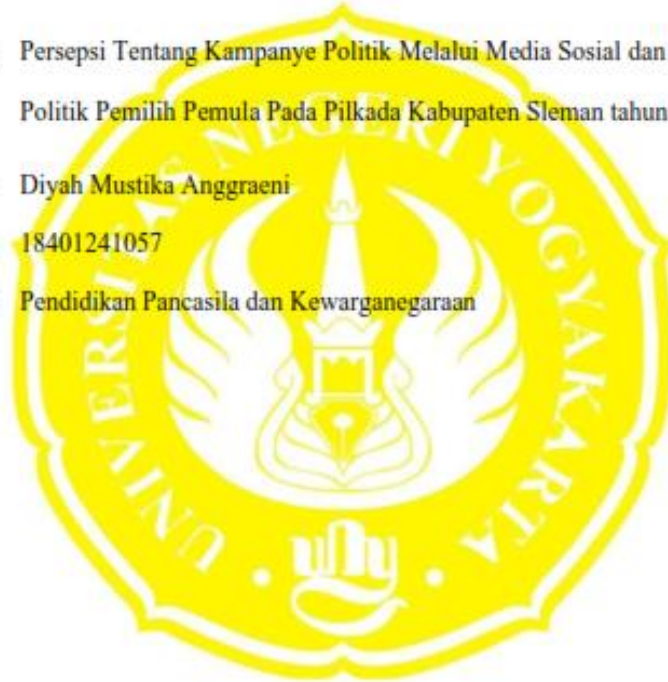 Persepsi Tentang Kampanye Politik Melalui Media Sosial dan
Politik Pemilih Pemula Pada Pilkada Kabupaten Sleman tahun
Diyah Mustika Anggraeni
18401241057
Pendidikan Pancasila dan Kewarganegaraan
UNIVERSITAS NEGERI YOGYAKARTA
uny